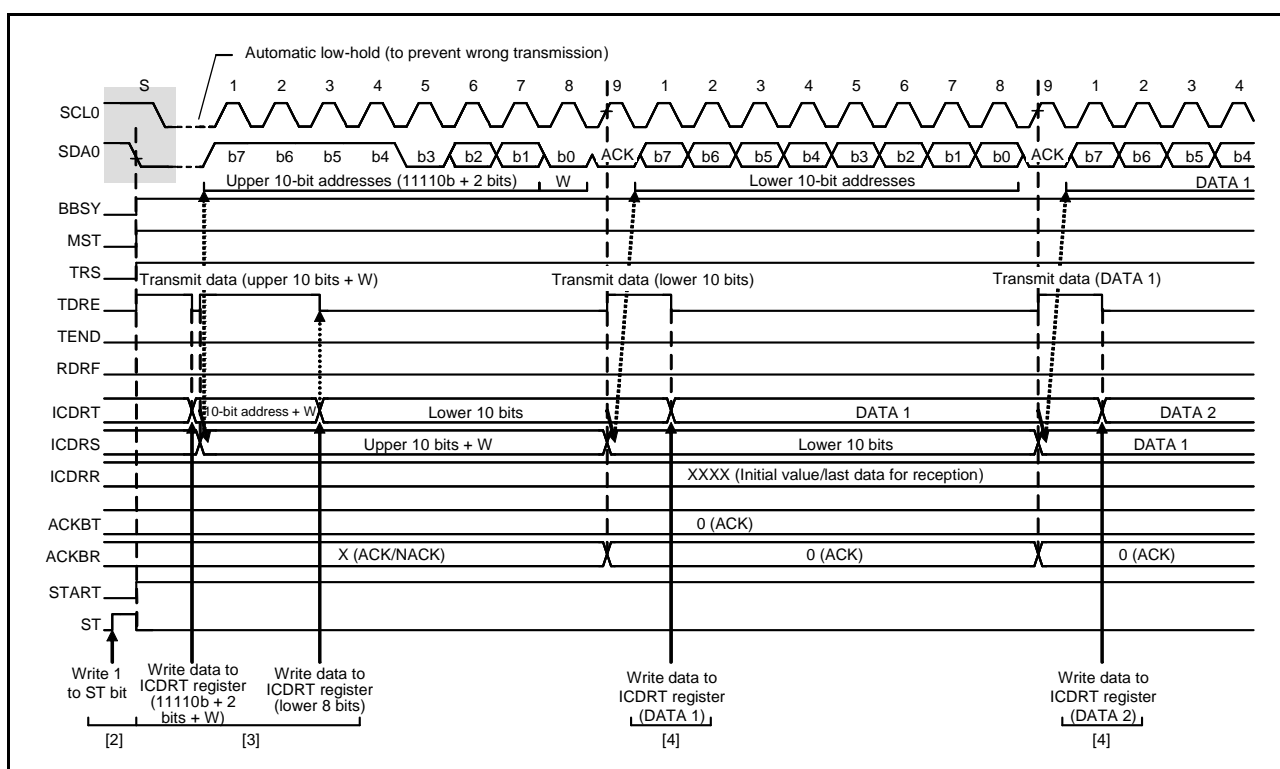 Automatic low-hold (to prevent wrong transmission)
S 1 2 3 4 5 6 7 8 9 1 2 3 4 5 6 7 8 9 1 2 3 4
SCL0
SDA0 b7 b6 b5 b4 b3 b2 b1 b0 ACK b7 b6 b5 b4 b3 b2 b1 b0 ACK b7 b6 b5 b4
Upper 10-bit addresses (11110b + 2 bits) W Lower 10-bit addresses DATA 1
BBSY
MST
TRS
Transmit data (upper 10 bits + W) Transmit data (lower 10 bits) Transmit data (DATA 1)
TDRE
TEND
RDRF
ICDRT 10-bit address + W Lower 10 bits DATA 1 DATA 2
ICDRS Upper 10 bits + W Lower 10 bits DATA 1
ICDRR XXXX (Initial value/last data for reception)
ACKBT 0 (ACK)
ACKBR X (ACK/NACK) 0 (ACK) 0 (ACK)
START
ST
Write 1
to ST bit
Write data to
ICDRT register
(11110b + 2
bits + W)
Write data to
ICDRT register
(lower 8 bits)
Write data to
ICDRT register
(DATA 1)
Write data to
ICDRT register
(DATA 2)
[2] [3] [4] [4]